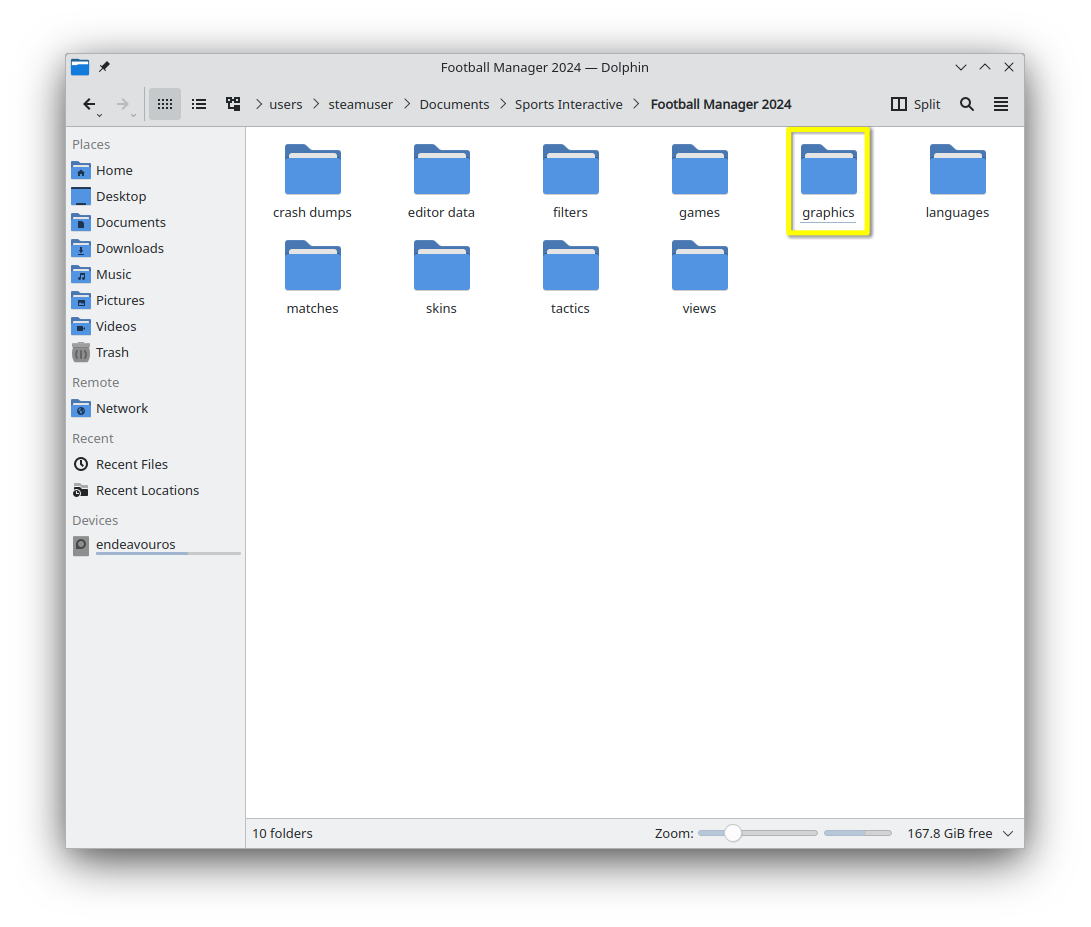 Football Manager 2024 — Dolphin
users > steamuser > Documents > Sports Interactive > Football Manager 2024
Split
Places
Home
Desktop
Documents
Downloads
Music
Pictures
Videos
Trash
Remote
Network
Recent
Recent Files
Recent Locations
Devices
endeavouros
crash dumps editor data filters games graphics languages
matches skins tactics views
10 folders
Zoom:
167.8 GiB free